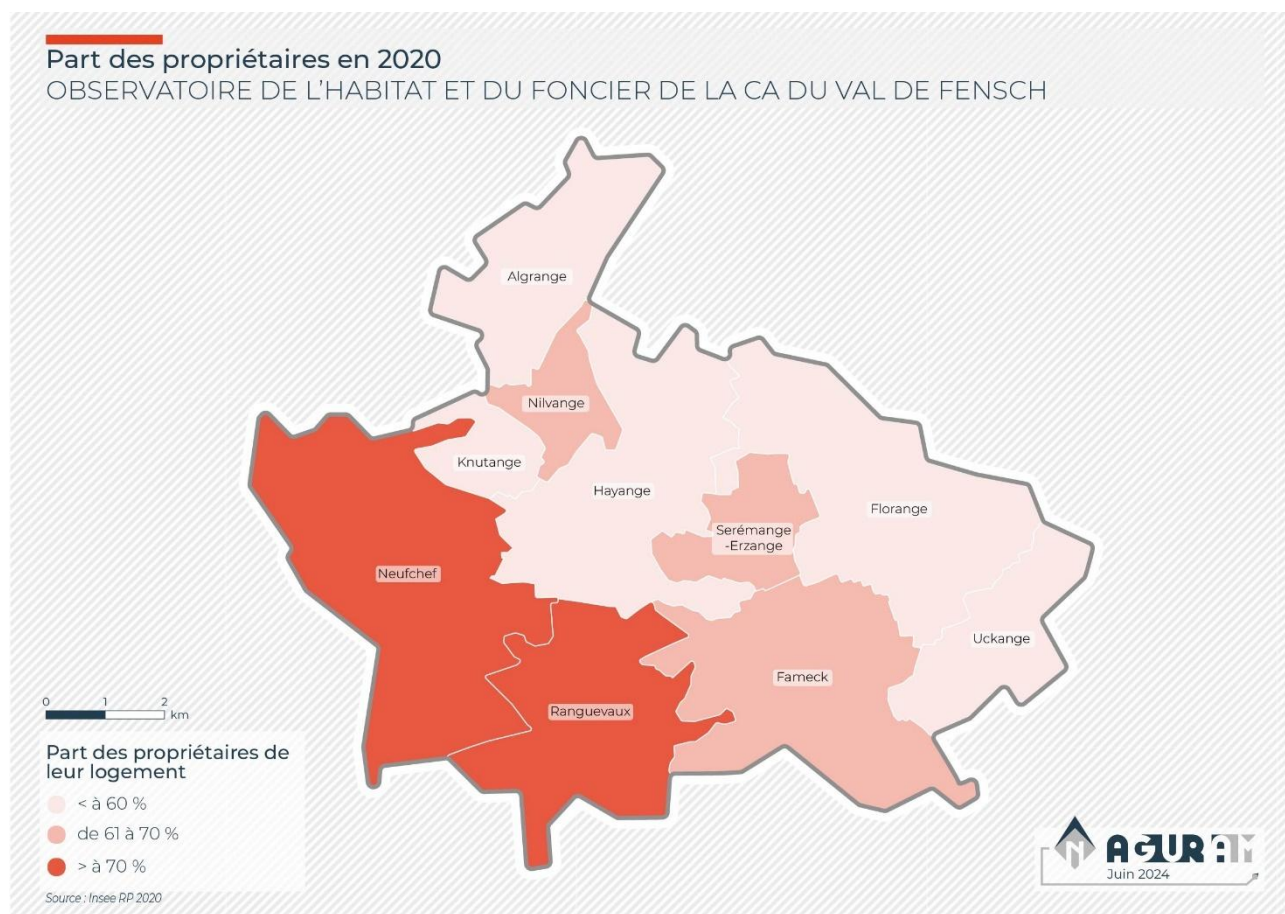 Part des propriétaires en 2020
OBSERVATOIRE DE L'HABITAT ET DU FONCIER DE LA CA DU VAL DE FENSCH
Algrange
Nilvange
Knutange
Hayange
Florange
Serémange
-Erzange
Neufchef
Uckange
Fameck
Ranguevaux
0 1 2
km
Part des propriétaires de
leur logement
< à 60 %
de 61 à 70 %
> à 70 %
Source : Insee RP 2020
N
AGURAM
Juin 2024